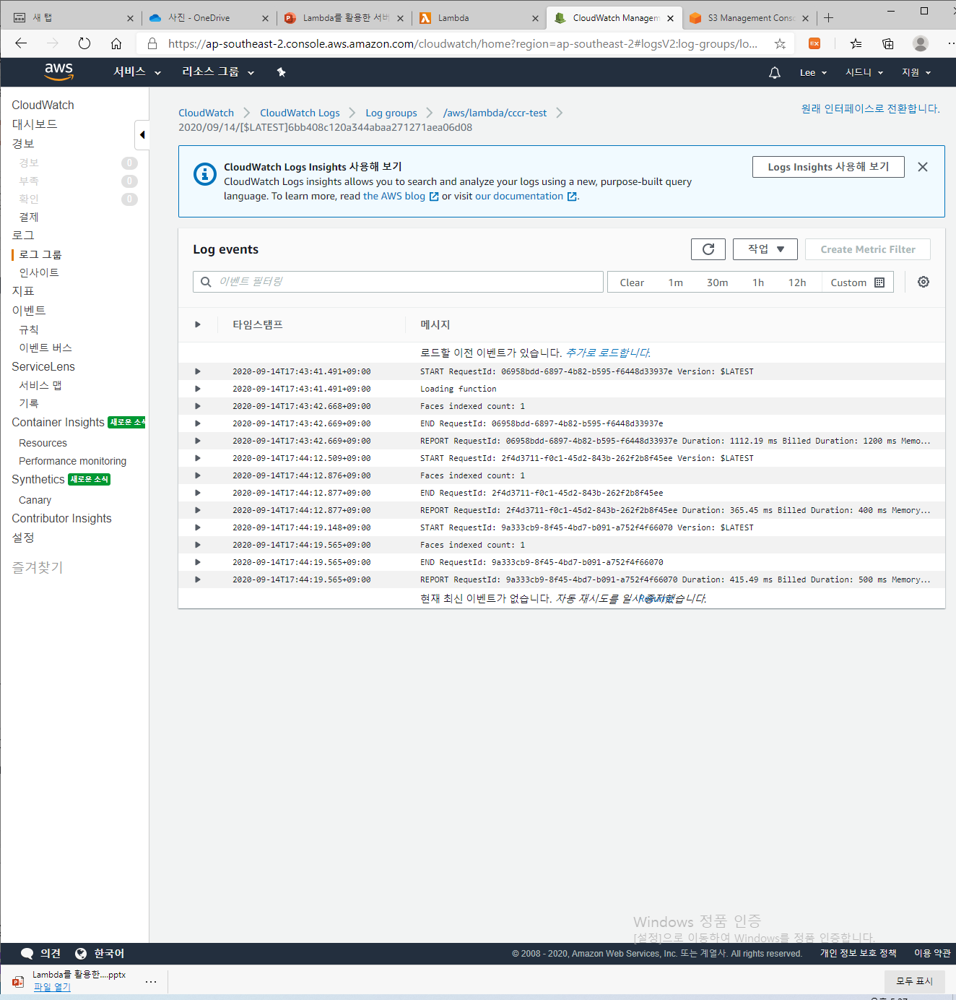 새 탭
사진 - OneDrive
Lambda를 활용한 서버
Lambda
CloudWatch Managem
S3 Management Conso
https://ap-southeast-2.console.aws.amazon.com/cloudwatch/home?region=ap-southeast-2#logsV2:log-groups/lo...
aws
서비스
리소스 그룹
Lee
시드니
지원
CloudWatch
대시보드
경보
경보 0
부족 0
확인 0
결제
로그
로그 그룹
인사이트
지표
이벤트
규칙
이벤트 버스
ServiceLens
서비스 맵
기록
Container Insights 새로운 소식
Resources
Performance monitoring
Synthetics 새로운 소식
Canary
Contributor Insights
설정
즐겨찾기
CloudWatch
CloudWatch Logs
Log groups
/aws/lambda/cccr-test
2020/09/14/[$LATEST]6bb408c120a344abaa271271aea06d08
원래 인터페이스로 전환합니다.
CloudWatch Logs Insights 사용해 보기
CloudWatch Logs insights allows you to search and analyze your logs using a new, purpose-built query
language. To learn more, read the AWS blog or visit our documentation .
Logs Insights 사용해 보기
Log events
작업
Create Metric Filter
이벤트 필터링
Clear 1m 30m 1h 12h Custom
타임스탬프 메시지
로드할 이전 이벤트가 있습니다. 추가로 로드합니다.
2020-09-14T17:43:41.491+09:00 START RequestId: 06958bdd-6897-4b82-b595-f6448d33937e Version: $LATEST
2020-09-14T17:43:41.491+09:00 Loading function
2020-09-14T17:43:42.668+09:00 Faces indexed count: 1
2020-09-14T17:43:42.669+09:00 END RequestId: 06958bdd-6897-4b82-b595-f6448d33937e
2020-09-14T17:43:42.669+09:00 REPORT RequestId: 06958bdd-6897-4b82-b595-f6448d33937e Duration: 1112.19 ms Billed Duration: 1200 ms Memo...
2020-09-14T17:44:12.509+09:00 START RequestId: 2f4d3711-f0c1-45d2-843b-262f2b8f45ee Version: $LATEST
2020-09-14T17:44:12.876+09:00 Faces indexed count: 1
2020-09-14T17:44:12.877+09:00 END RequestId: 2f4d3711-f0c1-45d2-843b-262f2b8f45ee
2020-09-14T17:44:12.877+09:00 REPORT RequestId: 2f4d3711-f0c1-45d2-843b-262f2b8f45ee Duration: 365.45 ms Billed Duration: 400 ms Memory...
2020-09-14T17:44:19.148+09:00 START RequestId: 9a333cb9-8f45-4bd7-b091-a752f4f66070 Version: $LATEST
2020-09-14T17:44:19.565+09:00 Faces indexed count: 1
2020-09-14T17:44:19.565+09:00 END RequestId: 9a333cb9-8f45-4bd7-b091-a752f4f66070
2020-09-14T17:44:19.565+09:00 REPORT RequestId: 9a333cb9-8f45-4bd7-b091-a752f4f66070 Duration: 415.49 ms Billed Duration: 500 ms Memory...
현재 최신 이벤트가 없습니다. 자동 재시도를 일시 중지했습니다.
Windows 정품 인증
[설정]으로 이동하여 Windows를 정품 인증합니다.
의견
한국어
© 2008 - 2020, Amazon Web Services, Inc. 또는 계열사. All rights reserved.
개인 정보 보호 정책
이용 약관
Lambda를 활용한....pptx
파일 열기
모두 표시